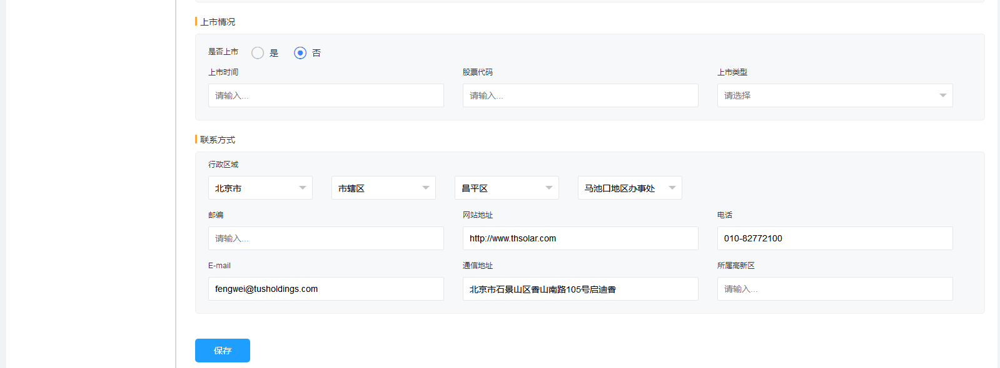 上市情况
是否上市 是 否
上市时间 股票代码 上市类型
请输入... 请输入... 请选择
联系方式
行政区域
北京市 市辖区 昌平区 马池口地区办事处
邮编 网站地址 电话
请输入... http://www.thsolar.com 010-82772100
E-mail 通信地址 所属高新区
fengwei@tusholdings.com 北京市石景山区香山南路105号启迪香 请输入...
保存